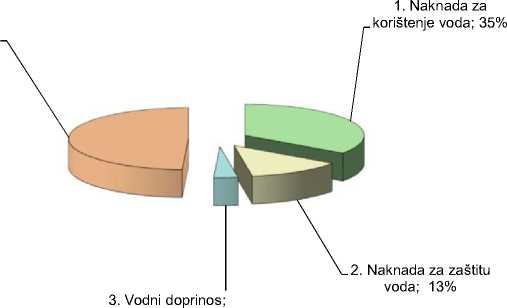 1. Naknada za
korištenje voda; 35%
2. Naknada za zaštitu
voda; 13%
3. Vodni doprinos;